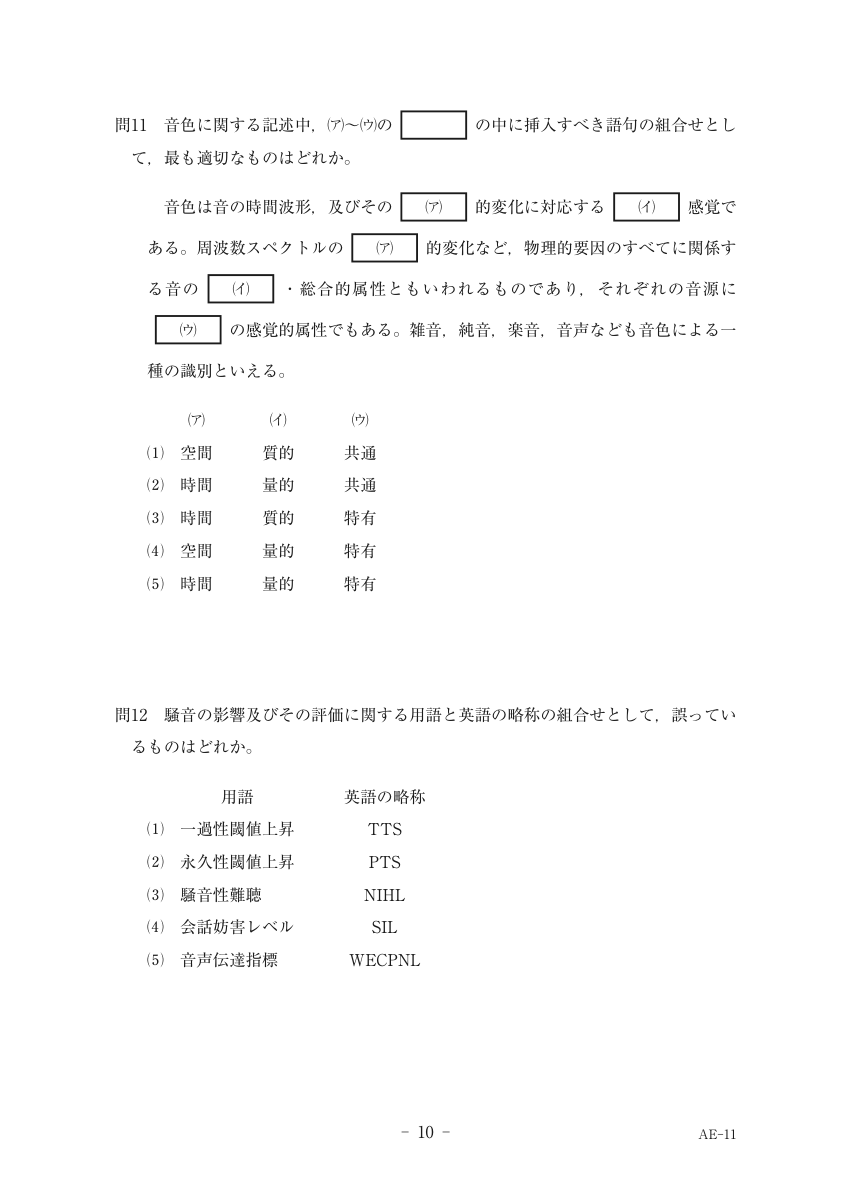 問11　音色に関する記述中，㋐～㋒の　　　の中に挿入すべき語句の組合せとし
て，最も適切なものはどれか。
音色は音の時間波形，及びその (ア) 的変化に対応する (イ) 感覚で
ある。周波数スペクトルの (ア) 的変化など，物理的要因のすべてに関係す
る音の (イ) ・総合的属性ともいわれるものであり，それぞれの音源に
(ウ) の感覚的属性でもある。雑音，純音，楽音，音声なども音色による一
種の識別といえる。
(ア)　(イ)　(ウ)
(1)　空間　質的　共通
(2)　時間　量的　共通
(3)　時間　質的　特有
(4)　空間　量的　特有
(5)　時間　量的　特有
問12　騒音の影響及びその評価に関する用語と英語の略称の組合せとして，誤ってい
るものはどれか。
用語　英語の略称
(1)　一過性閾値上昇　TTS
(2)　永久性閾値上昇　PTS
(3)　騒音性難聴　NIHL
(4)　会話妨害レベル　SIL
(5)　音声伝達指標　WECPNL
− 10 −
AE−11